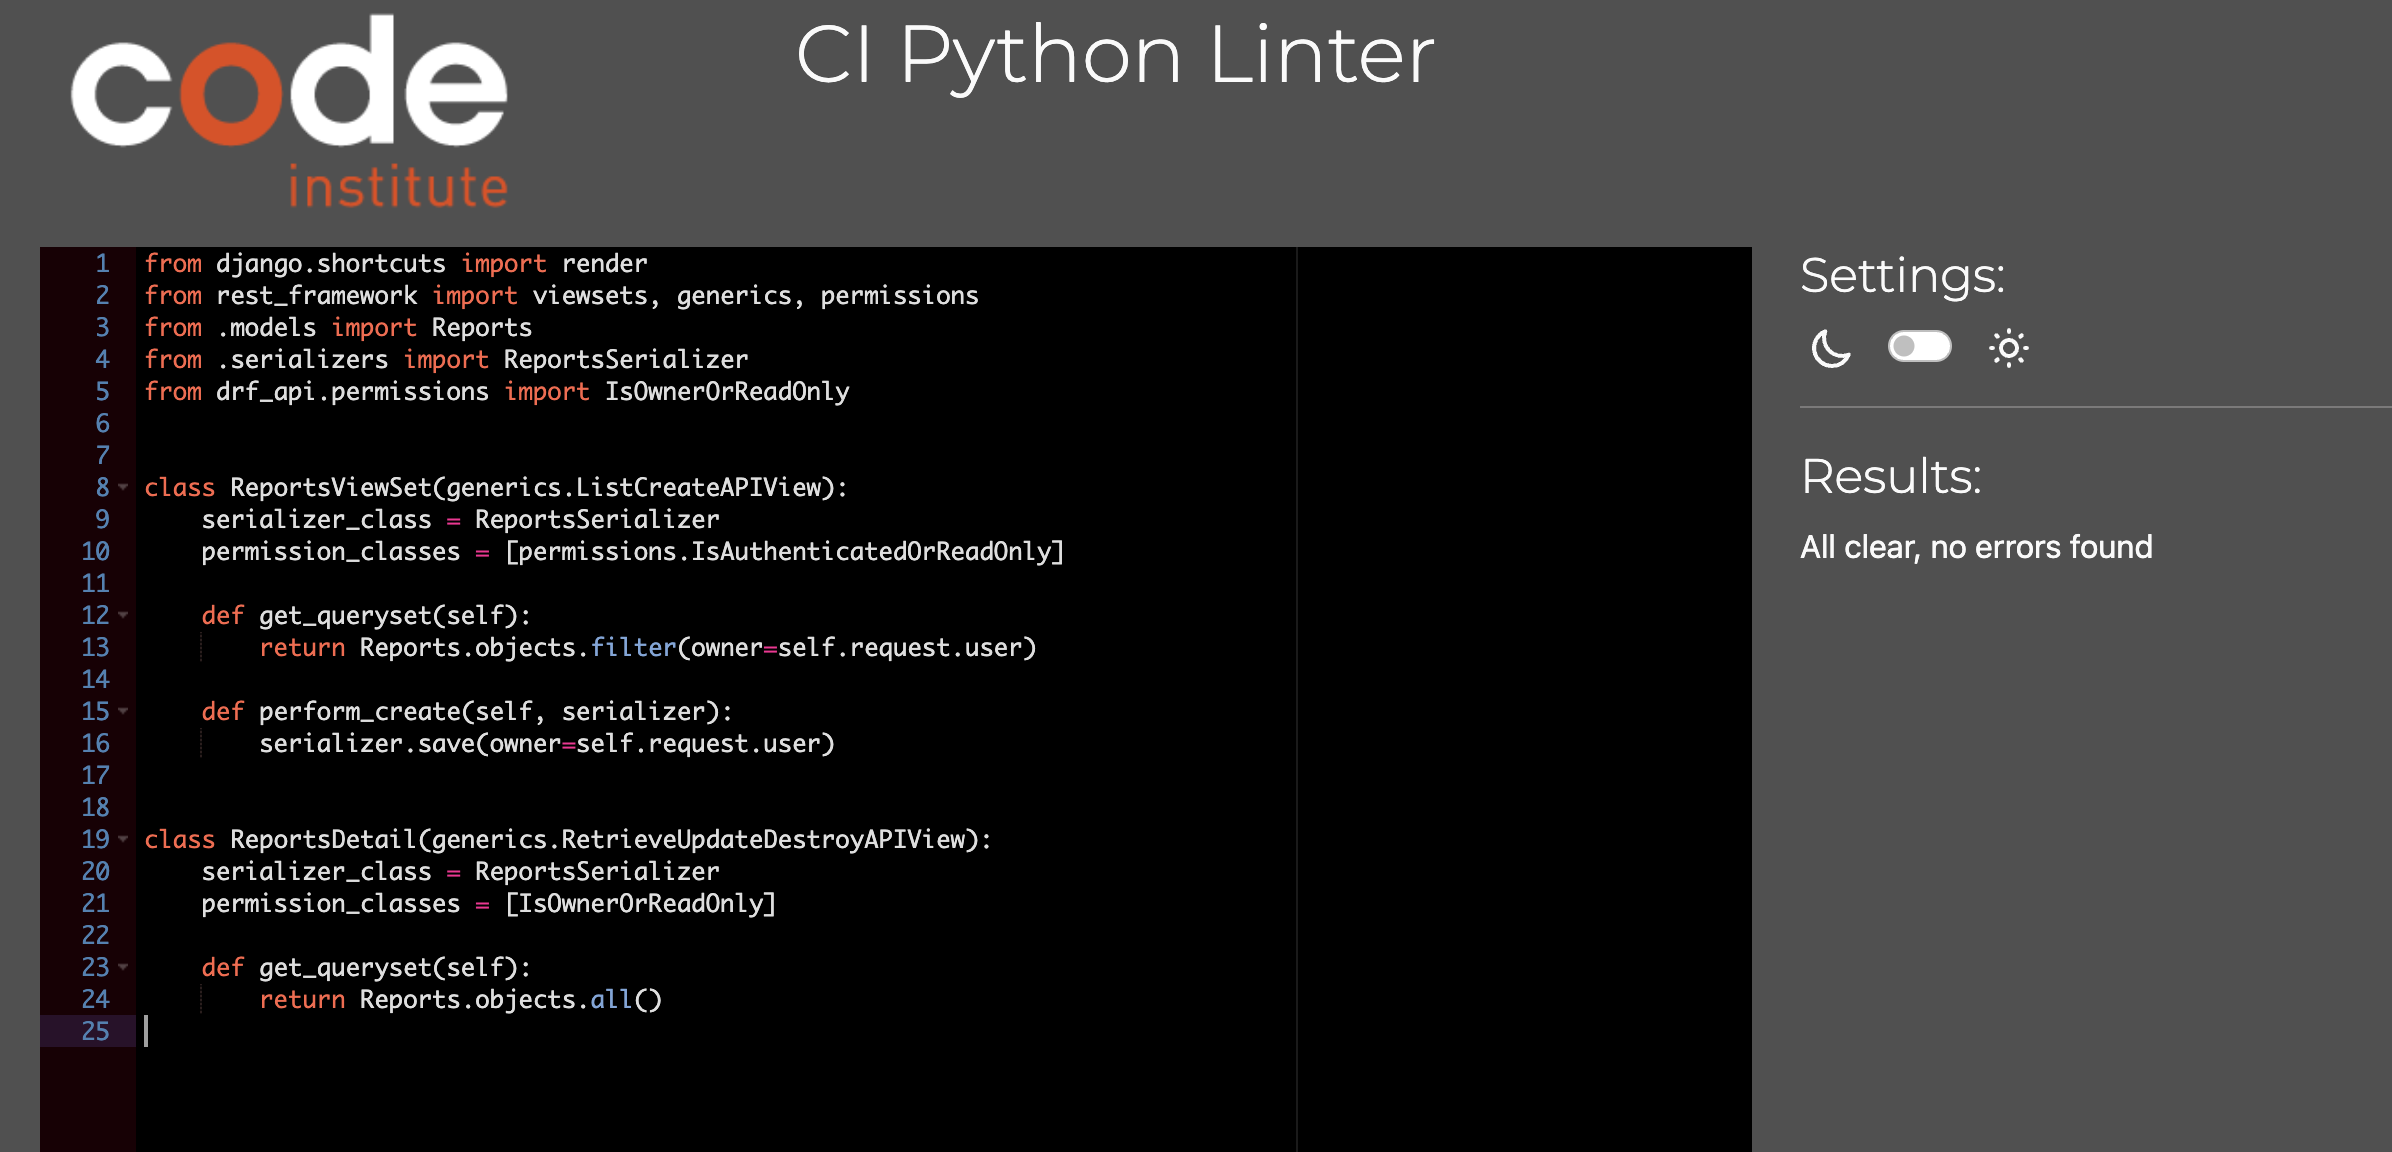 code
institute
CI Python Linter
1 from django.shortcuts import render
2 from rest_framework import viewsets, generics, permissions
3 from .models import Reports
4 from .serializers import ReportsSerializer
5 from drf_api.permissions import IsOwnerOrReadOnly
6
7
8 class ReportsViewSet(generics.ListCreateAPIView):
9     serializer_class = ReportsSerializer
10     permission_classes = [permissions.IsAuthenticatedOrReadOnly]
11
12     def get_queryset(self):
13         return Reports.objects.filter(owner=self.request.user)
14
15     def perform_create(self, serializer):
16         serializer.save(owner=self.request.user)
17
18
19 class ReportsDetail(generics.RetrieveUpdateDestroyAPIView):
20     serializer_class = ReportsSerializer
21     permission_classes = [IsOwnerOrReadOnly]
22
23     def get_queryset(self):
24         return Reports.objects.all()
25
Settings:
Results:
All clear, no errors found